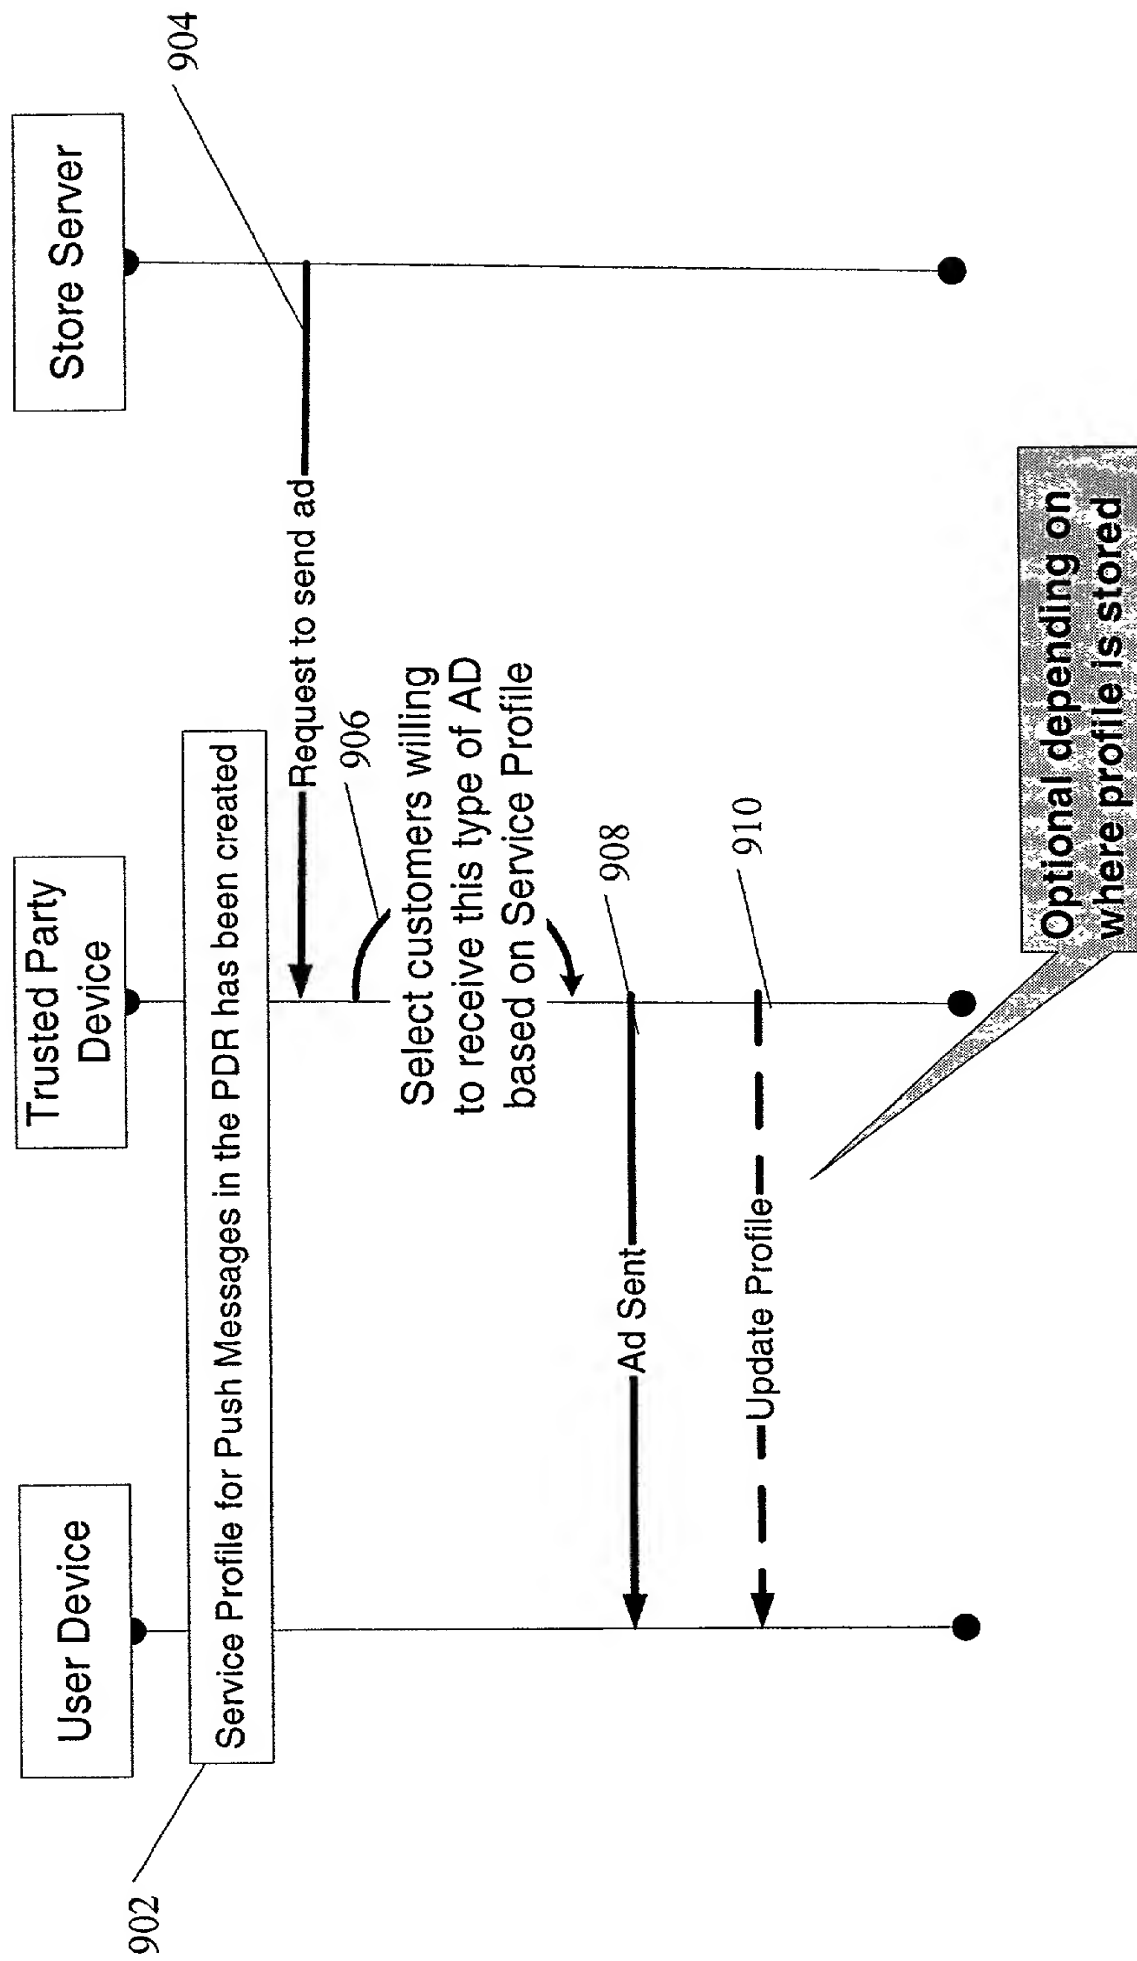 User Device
Trusted Party
Device
Store Server
902
Service Profile for Push Messages in the PDR has been created
904
Request to send ad
906
Select customers willing
to receive this type of AD
based on Service Profile
908
Ad Sent
910
Update Profile
Optional depending on
where profile is stored